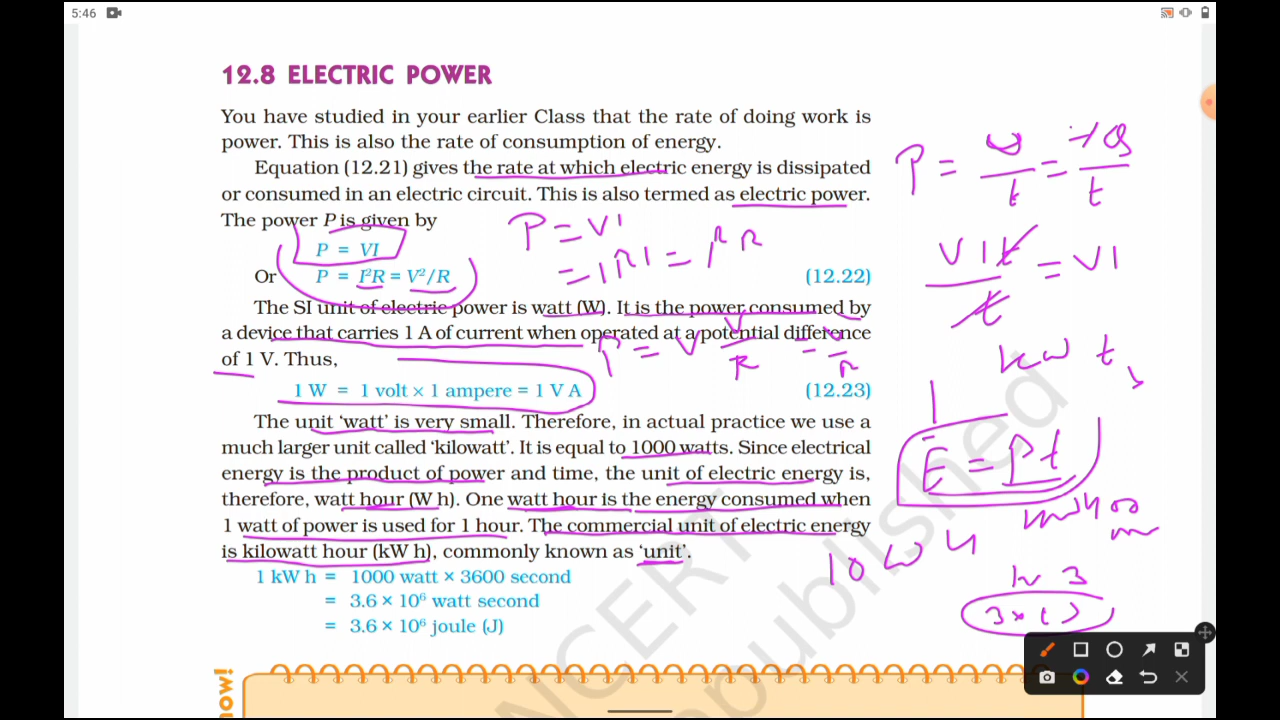 5:46
12.8 ELECTRIC POWER
You have studied in your earlier Class that the rate of doing work is
power. This is also the rate of consumption of energy.
Equation (12.21) gives the rate at which electric energy is dissipated
or consumed in an electric circuit. This is also termed as electric power.
The power P is given by
P = VI
Or P = I²R = V²/R (12.22)
The SI unit of electric power is watt (W). It is the power consumed by
a device that carries 1 A of current when operated at a potential difference
of 1 V. Thus,
1 W = 1 volt × 1 ampere = 1 V A (12.23)
The unit ‘watt’ is very small. Therefore, in actual practice we use a
much larger unit called ‘kilowatt’. It is equal to 1000 watts. Since electrical
energy is the product of power and time, the unit of electric energy is,
therefore, watt hour (W h). One watt hour is the energy consumed when
1 watt of power is used for 1 hour. The commercial unit of electric energy
is kilowatt hour (kW h), commonly known as ‘unit’.
1 kW h = 1000 watt × 3600 second
= 3.6 × 10⁶ watt second
= 3.6 × 10⁶ joule (J)
P = VI
= IRI = I²R
P = V V/R
VIt/t = VI
kW t
E = Pt
10 W
NCERT
published
now!